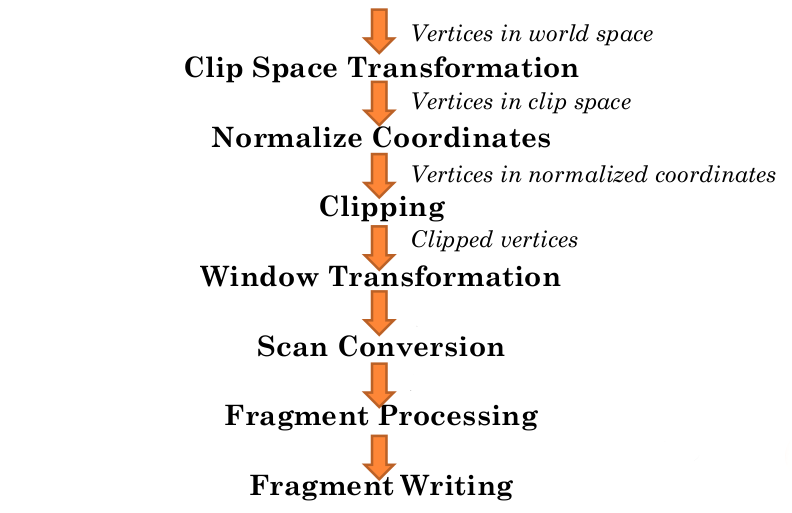 Vertices in world space
Clip Space Transformation
Vertices in clip space
Normalize Coordinates
Vertices in normalized coordinates
Clipping
Clipped vertices
Window Transformation
Scan Conversion
Fragment Processing
Fragment Writing